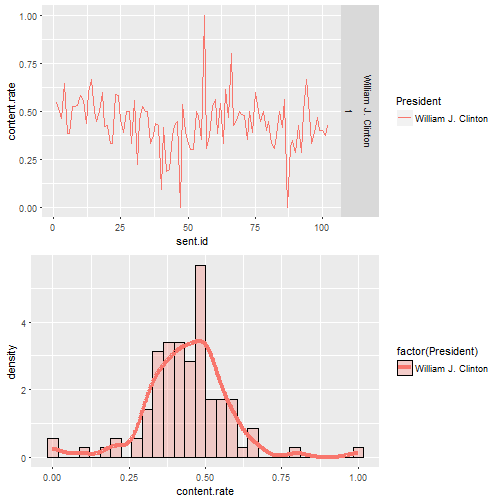 1.00
0.75
0.50
0.25
0.00
content.rate
0
25
50
75
100
sent.id
William J. Clinton
1
President
William J. Clinton
4
2
0
density
0.00
0.25
0.50
0.75
1.00
content.rate
factor(President)
William J. Clinton